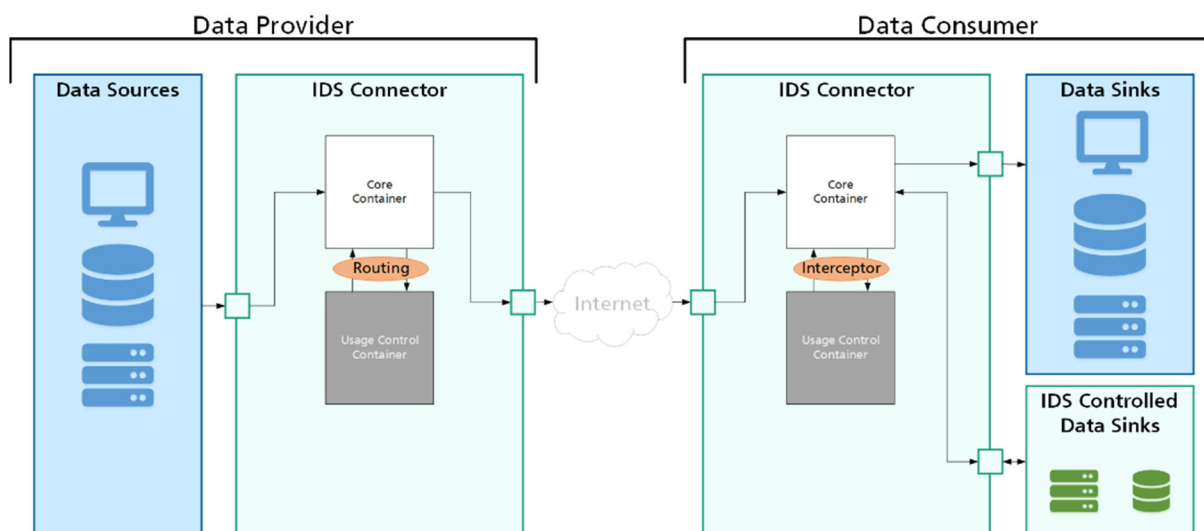 Data Provider
Data Consumer
Data Sources
IDS Connector
Core
Container
Routing
Usage Control
Container
Internet
IDS Connector
Core
Container
Interceptor
Usage Control
Container
Data Sinks
IDS Controlled
Data Sinks